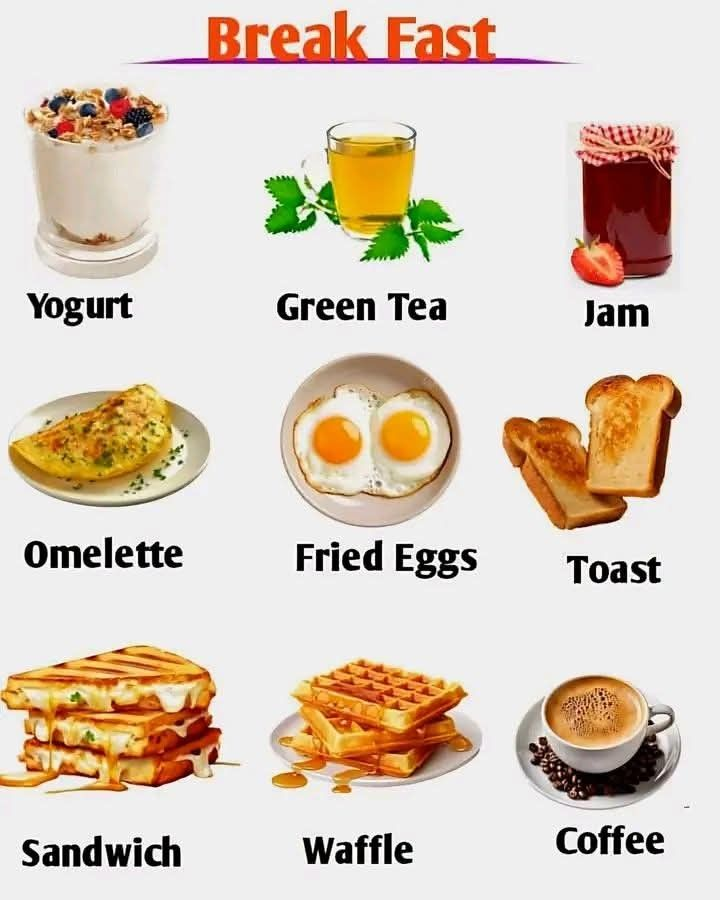 Break Fast
Yogurt
Green Tea
Jam
Omelette
Fried Eggs
Toast
Sandwich
Waffle
Coffee